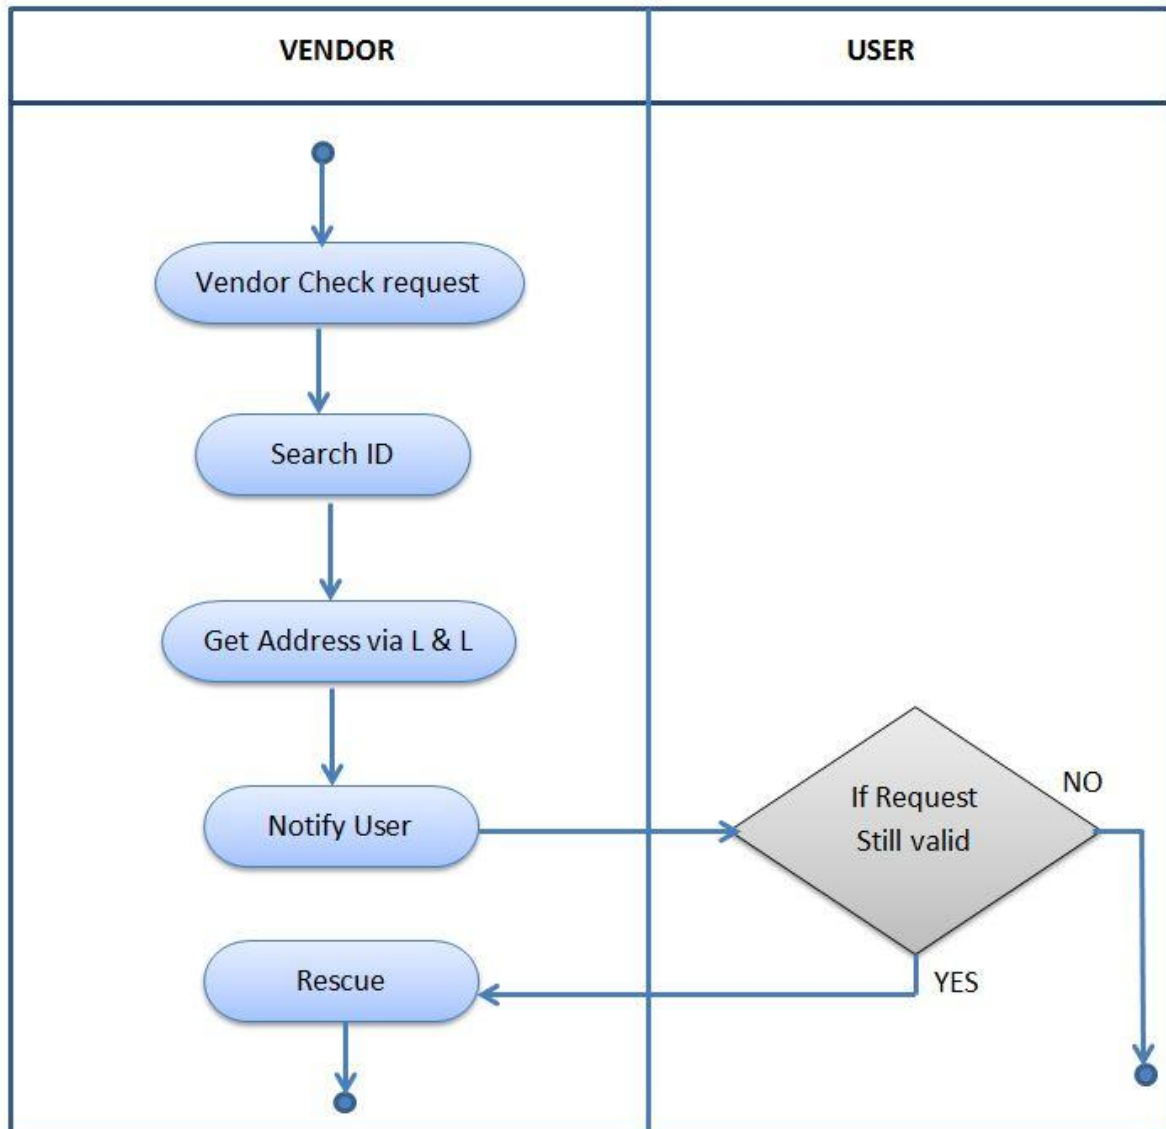 VENDOR
USER
Vendor Check request
Search ID
Get Address via L & L
Notify User
If Request
Still valid
NO
YES
Rescue